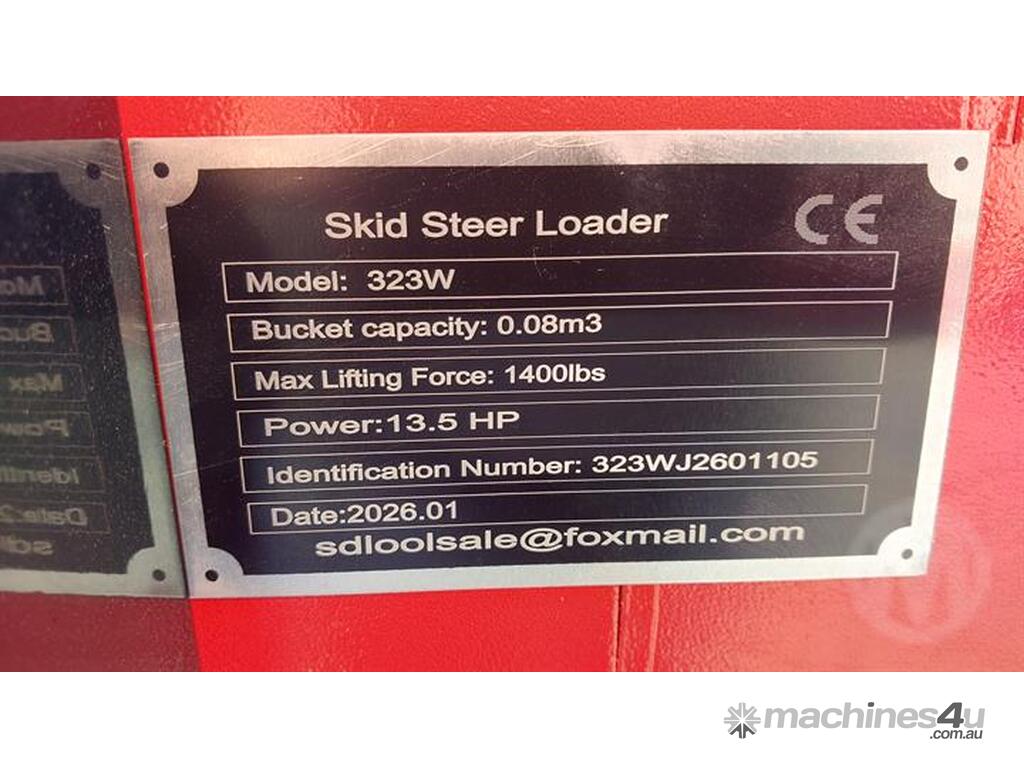 Skid Steer Loader CE
Model: 323W
Bucket capacity: 0.08m3
Max Lifting Force: 1400lbs
Power:13.5 HP
Identification Number: 323WJ2601105
Date:2026.01
sdloolsale@foxmail.com
machines4u
.com.au